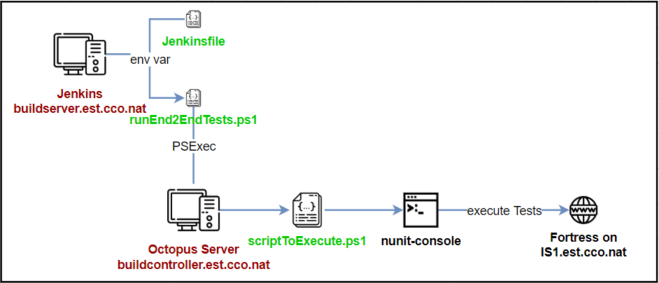 Jenkinsfile
env var
Jenkins
buildserver.est.cco.nat
runEnd2EndTests.ps1
PSExec
{...}
execute Tests
Octopus Server
buildcontroller.est.cco.nat
scriptToExecute.ps1
nunit-console
Fortress on
IS1.est.cco.nat